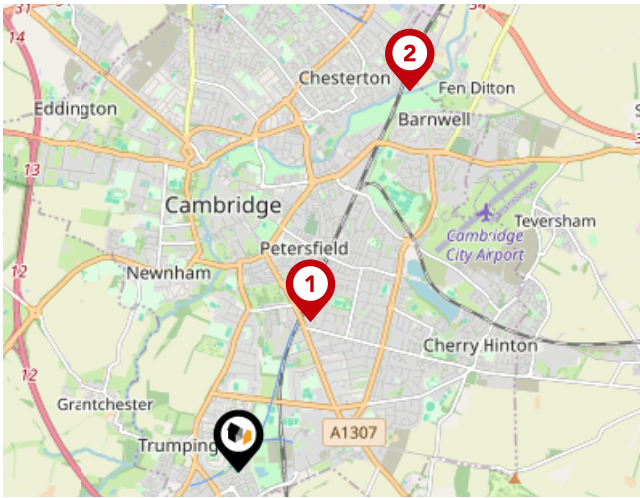 31
14
34
2
Chesterton
Fen Ditton
Eddington
Barnwell
13
Cambridge
Teversham
Cambridge
City Airport
Petersfield
Newnham
12
1
Cherry Hinton
12
Grantchester
A1307
Trumping